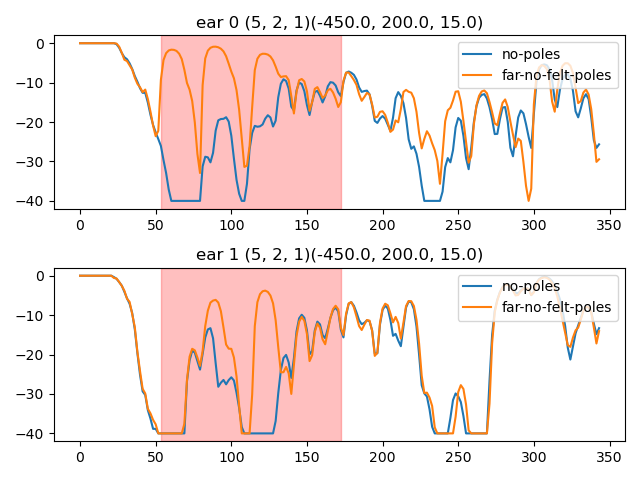 ear 0 (5, 2, 1)(-450.0, 200.0, 15.0)
0
−10
−20
−30
−40
no-poles
far-no-felt-poles
0 50 100 150 200 250 300 350
ear 1 (5, 2, 1)(-450.0, 200.0, 15.0)
0
−10
−20
−30
−40
no-poles
far-no-felt-poles
0 50 100 150 200 250 300 350